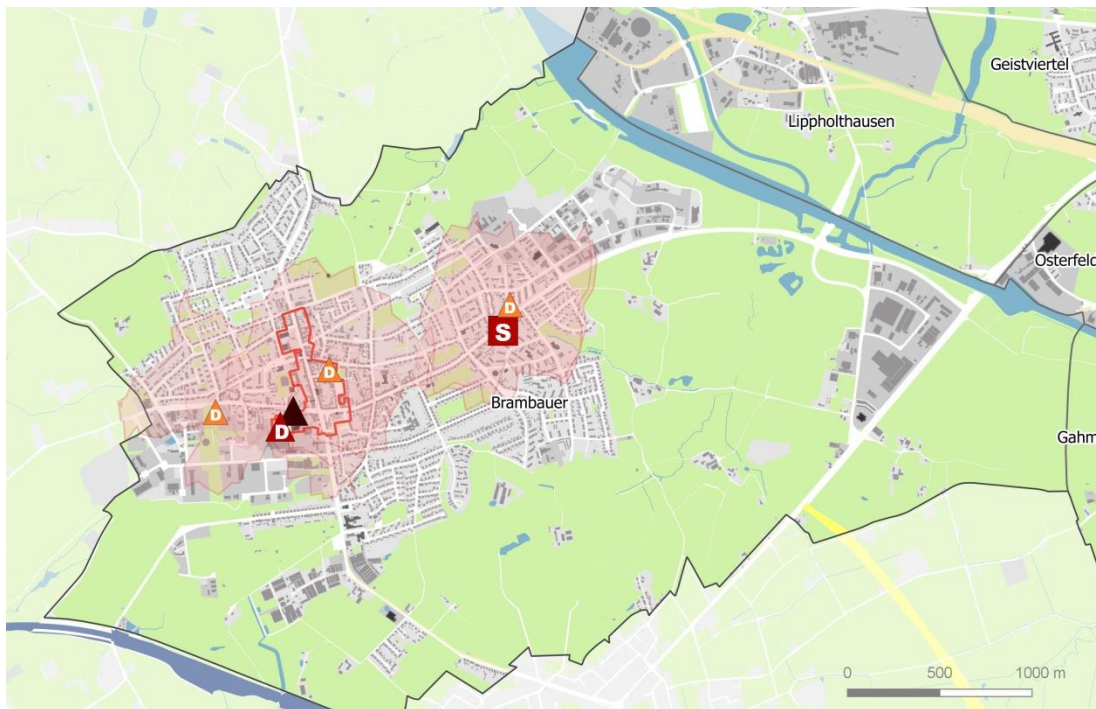 Geistviertel
Lippholthausen
Osterfeld
D
S
D
Brambauer
D
D
Gahm
0 500 1000 m